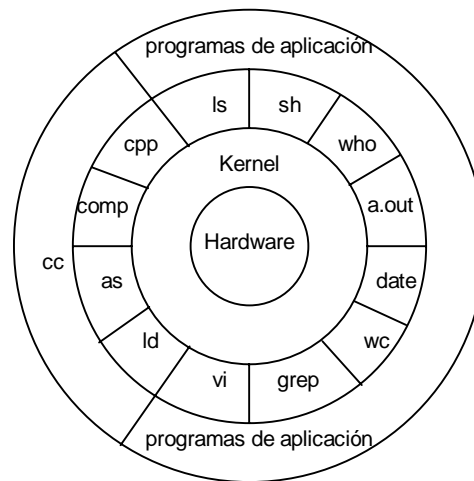 programas de aplicación
ls
sh
cpp
who
Kernel
comp
a.out
Hardware
cc
as
date
ld
wc
vi
grep
programas de aplicación